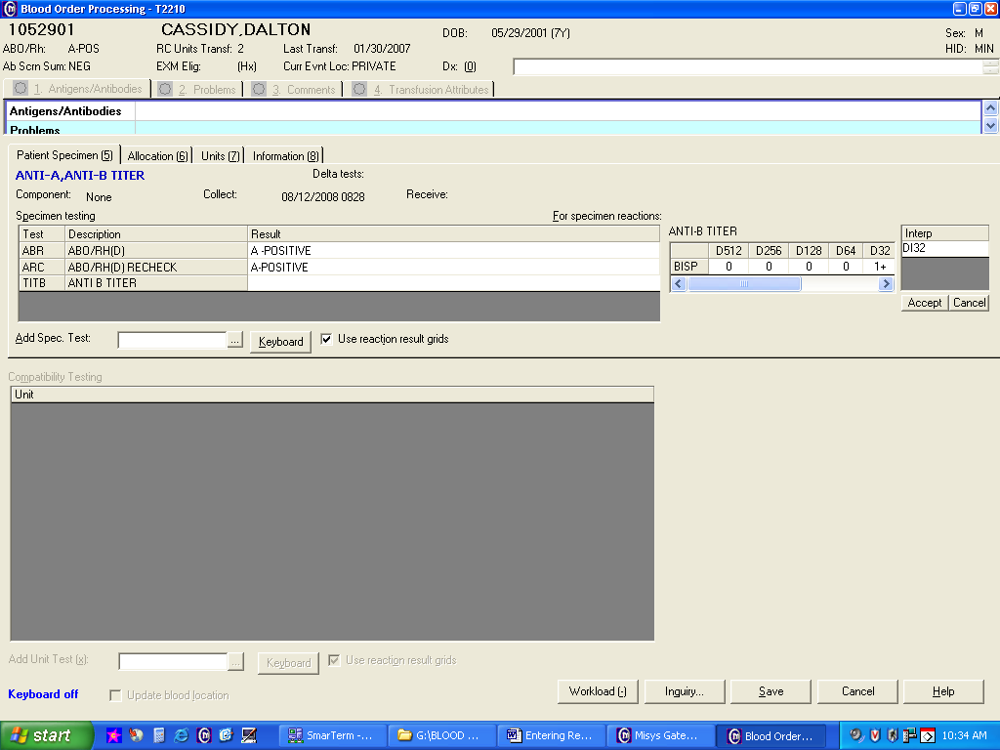 Blood Order Processing - T2210
1052901 CASSIDY,DALTON DOB: 05/29/2001 (7Y) Sex: M
ABO/Rh: A-POS RC Units Transf: 2 Last Transf: 01/30/2007 HID: MIN
Ab Scrn Sum: NEG EXM Elig: (Hx) Curr Evnt Loc: PRIVATE Dx: (0)
1. Antigens/Antibodies 2. Problems 3. Comments 4. Transfusion Attributes
Antigens/Antibodies
Problems
Patient Specimen (5) Allocation (6) Units (7) Information (8)
ANTI-A,ANTI-B TITER Delta tests:
Component: None Collect: 08/12/2008 0828 Receive:
Specimen testing For specimen reactions:
Test Description Result
ABR ABO/RH(D) A -POSITIVE
ARC ABO/RH(D) RECHECK A-POSITIVE
TITB ANTI B TITER
ANTI-B TITER
D512 D256 D128 D64 D32
BISP 0 0 0 0 1+
Interp
DI32
Accept Cancel
Add Spec. Test: ... Keyboard Use reaction result grids
Compatibility Testing
Unit
Add Unit Test (x): ... Keyboard Use reaction result grids
Keyboard off Update blood location
Workload (-) Inquiry... Save Cancel Help
start SmarTerm -... G:\BLOOD ... Entering Re... Misys Gate... Blood Order... 10:34 AM